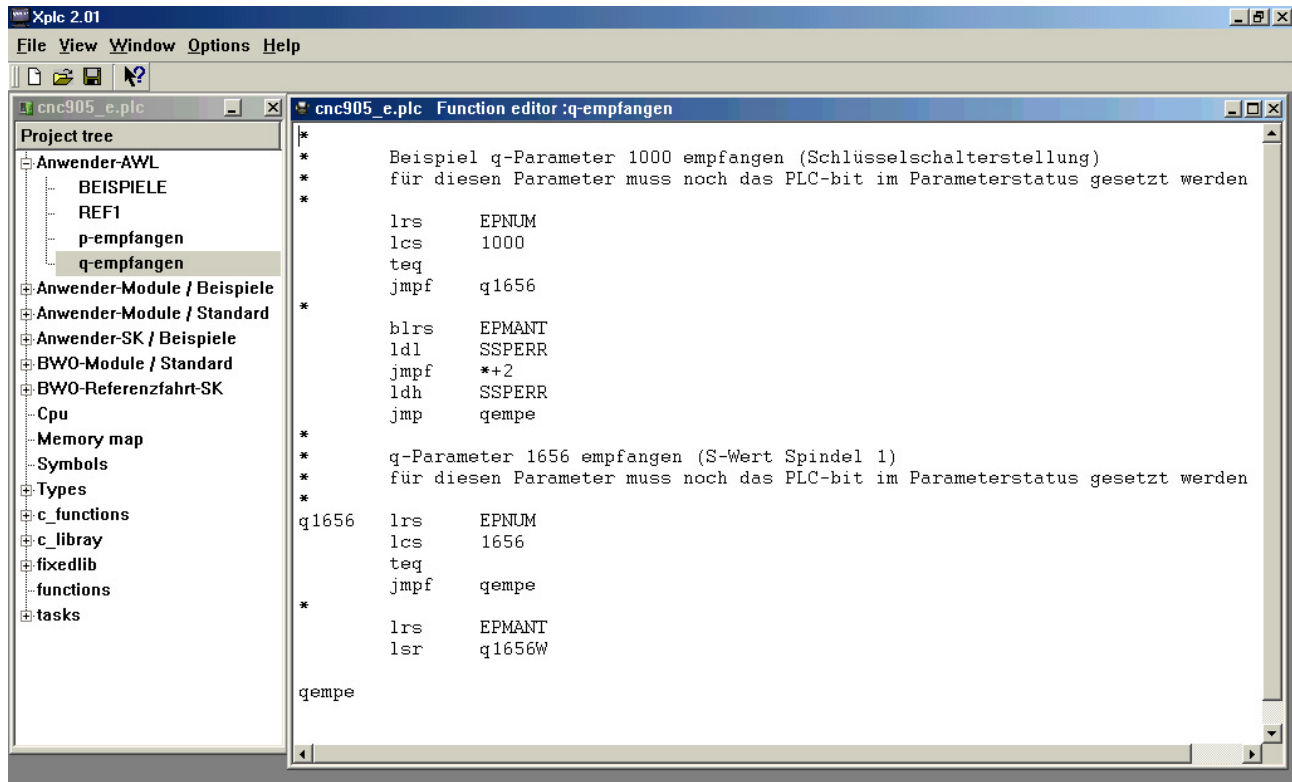 Xplc 2.01
File View Window Options Help
cnc905_e.plc
Project tree
Anwender-AWL
BEISPIELE
REF1
p-empfangen
q-empfangen
Anwender-Module / Beispiele
Anwender-Module / Standard
Anwender-SK / Beispiele
BWO-Module / Standard
BWO-Referenzfahrt-SK
Cpu
Memory map
Symbols
Types
c_functions
c_libray
fixedlib
functions
tasks
cnc905_e.plc Function editor :q-empfangen
*
* Beispiel q-Parameter 1000 empfangen (Schlüsselschalterstellung)
* für diesen Parameter muss noch das PLC-bit im Parameterstatus gesetzt werden
*
lrs EPNUM
lcs 1000
teq
jmpf q1656
*
blrs EPMANT
ldl SSPERR
jmpf *+2
ldh SSPERR
jmp qempe
*
* q-Parameter 1656 empfangen (S-Wert Spindel 1)
* für diesen Parameter muss noch das PLC-bit im Parameterstatus gesetzt werden
*
q1656 lrs EPNUM
lcs 1656
teq
jmpf qempe
*
lrs EPMANT
lsr q1656W
qempe